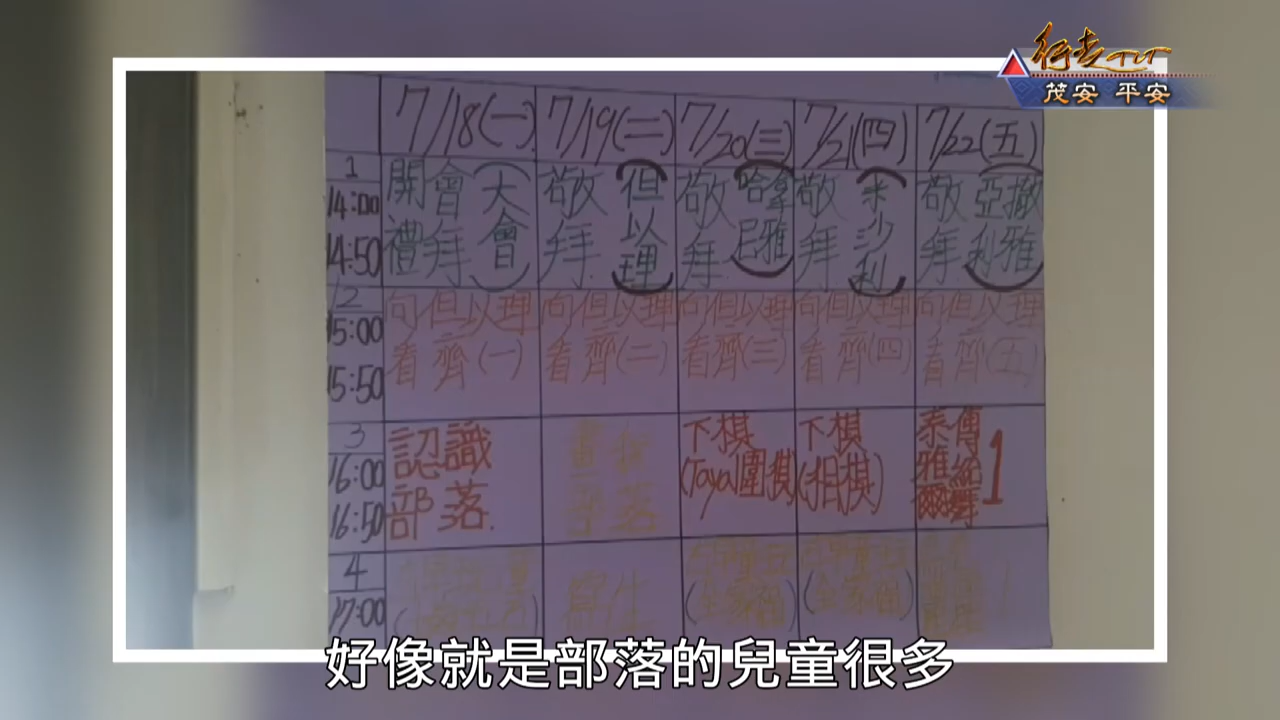 行走TUT
茂安 平安
7/18(一) 7/19(二) 7/20(三) 7/21(四) 7/22(五)
1
14:00
14:50
開會禮拜(大會)
敬拜(但以理)
敬拜(哈拿尼雅)
敬拜(米沙利)
敬拜(亞撒利雅)
2
15:00
15:50
向但以理看齊(一)
向但以理看齊(二)
向但以理看齊(三)
向但以理看齊(四)
向但以理看齊(五)
3
16:00
16:50
認識部落
畫我部落
下棋(Tayal圍棋)
下棋(相棋)
泰雅爾傳統舞1
4
17:00
寫生
好像就是部落的兒童很多